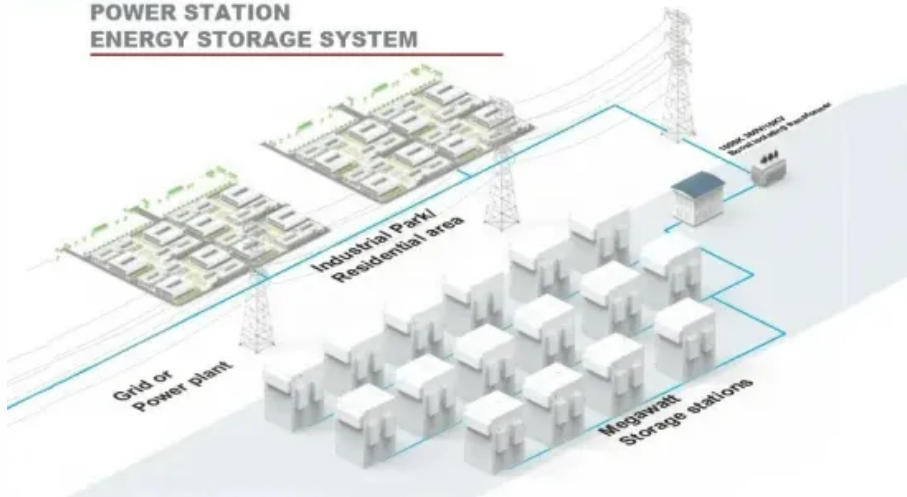 POWER STATION
ENERGY STORAGE SYSTEM
Industrial Park/
Residential area
Grid or
Power plant
Megawatt
Storage stations